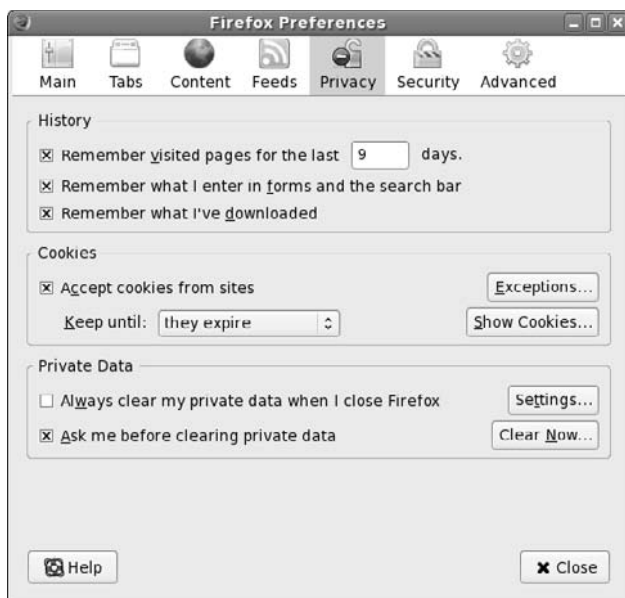 Firefox Preferences
Main Tabs Content Feeds Privacy Security Advanced
History
Remember visited pages for the last 9 days.
Remember what I enter in forms and the search bar
Remember what I've downloaded
Cookies
Accept cookies from sites Exceptions...
Keep until: they expire Show Cookies...
Private Data
Always clear my private data when I close Firefox Settings...
Ask me before clearing private data Clear Now...
Help Close